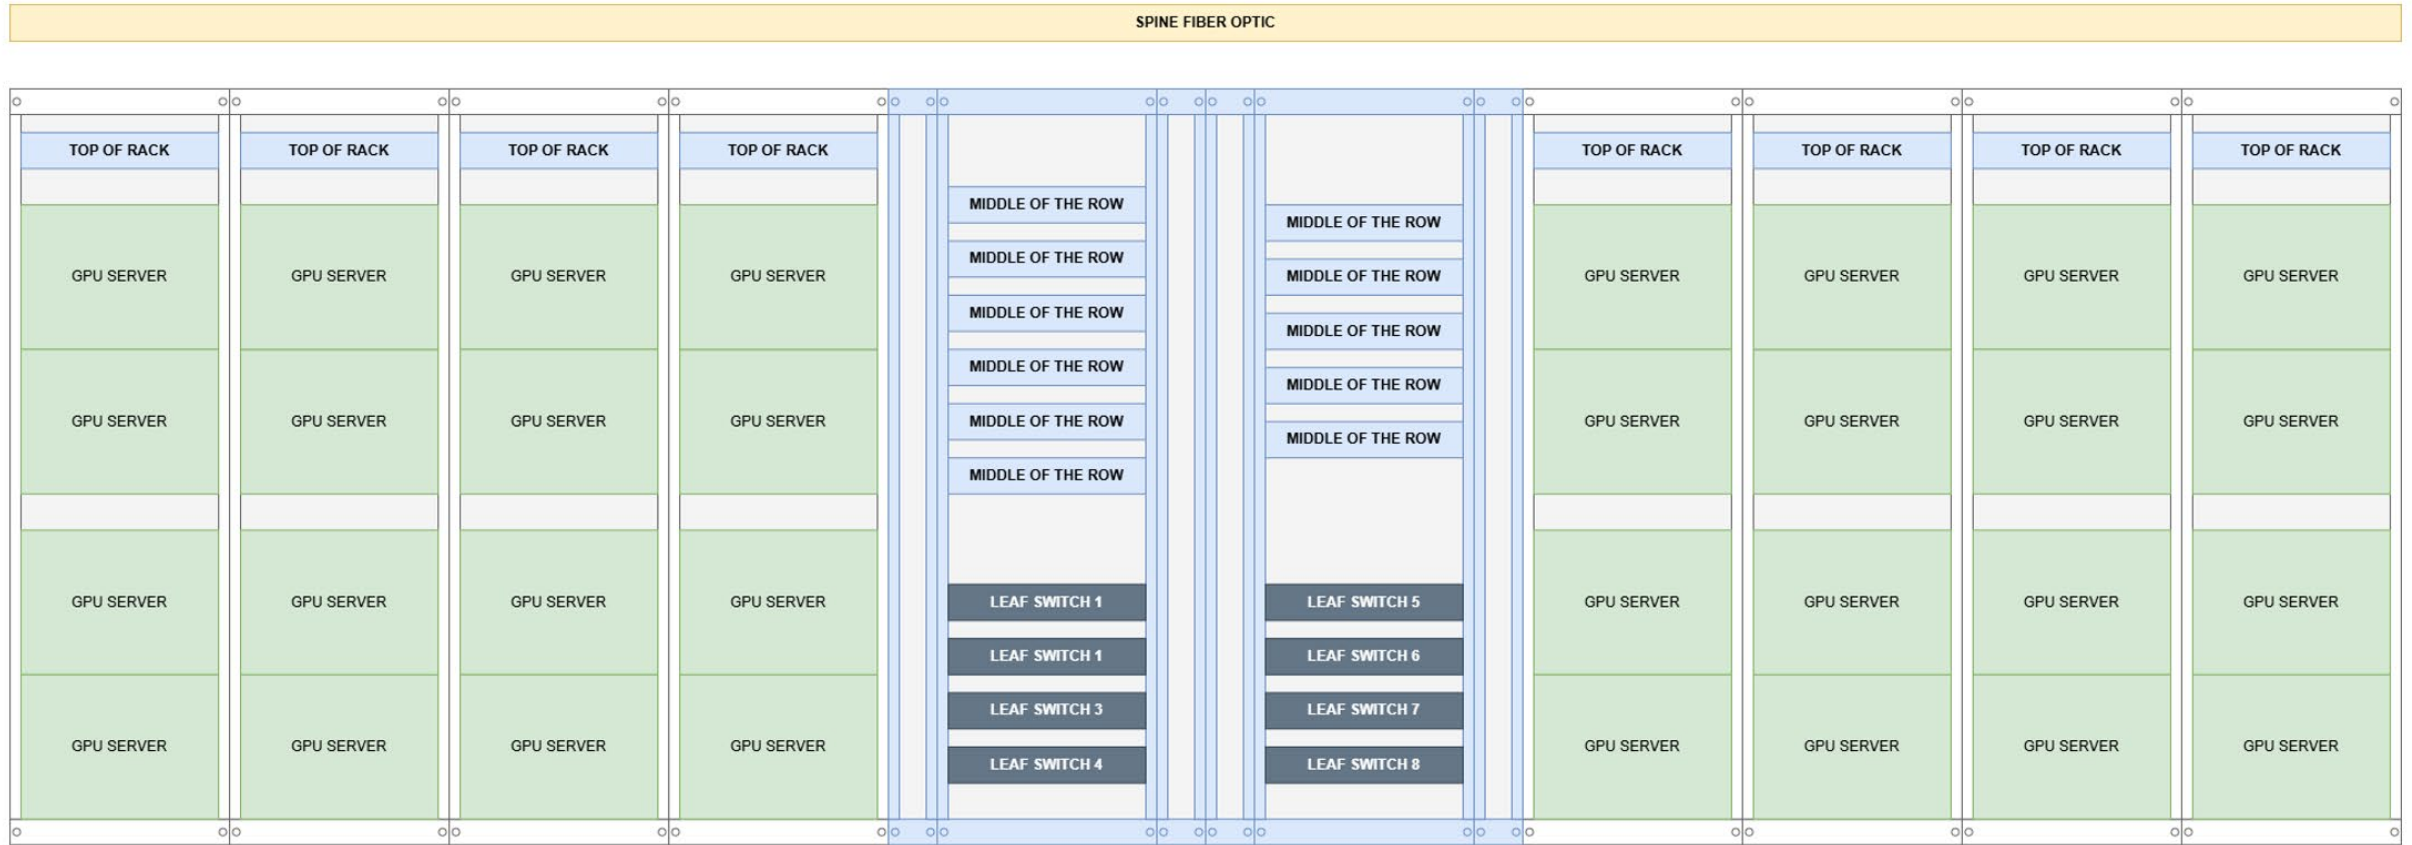 SPINE FIBER OPTIC
TOP OF RACK
GPU SERVER
GPU SERVER
GPU SERVER
GPU SERVER
TOP OF RACK
GPU SERVER
GPU SERVER
GPU SERVER
GPU SERVER
TOP OF RACK
GPU SERVER
GPU SERVER
GPU SERVER
GPU SERVER
TOP OF RACK
GPU SERVER
GPU SERVER
GPU SERVER
GPU SERVER
MIDDLE OF THE ROW
MIDDLE OF THE ROW
MIDDLE OF THE ROW
MIDDLE OF THE ROW
MIDDLE OF THE ROW
MIDDLE OF THE ROW
LEAF SWITCH 1
LEAF SWITCH 1
LEAF SWITCH 3
LEAF SWITCH 4
MIDDLE OF THE ROW
MIDDLE OF THE ROW
MIDDLE OF THE ROW
MIDDLE OF THE ROW
MIDDLE OF THE ROW
LEAF SWITCH 5
LEAF SWITCH 6
LEAF SWITCH 7
LEAF SWITCH 8
TOP OF RACK
GPU SERVER
GPU SERVER
GPU SERVER
GPU SERVER
TOP OF RACK
GPU SERVER
GPU SERVER
GPU SERVER
GPU SERVER
TOP OF RACK
GPU SERVER
GPU SERVER
GPU SERVER
GPU SERVER
TOP OF RACK
GPU SERVER
GPU SERVER
GPU SERVER
GPU SERVER